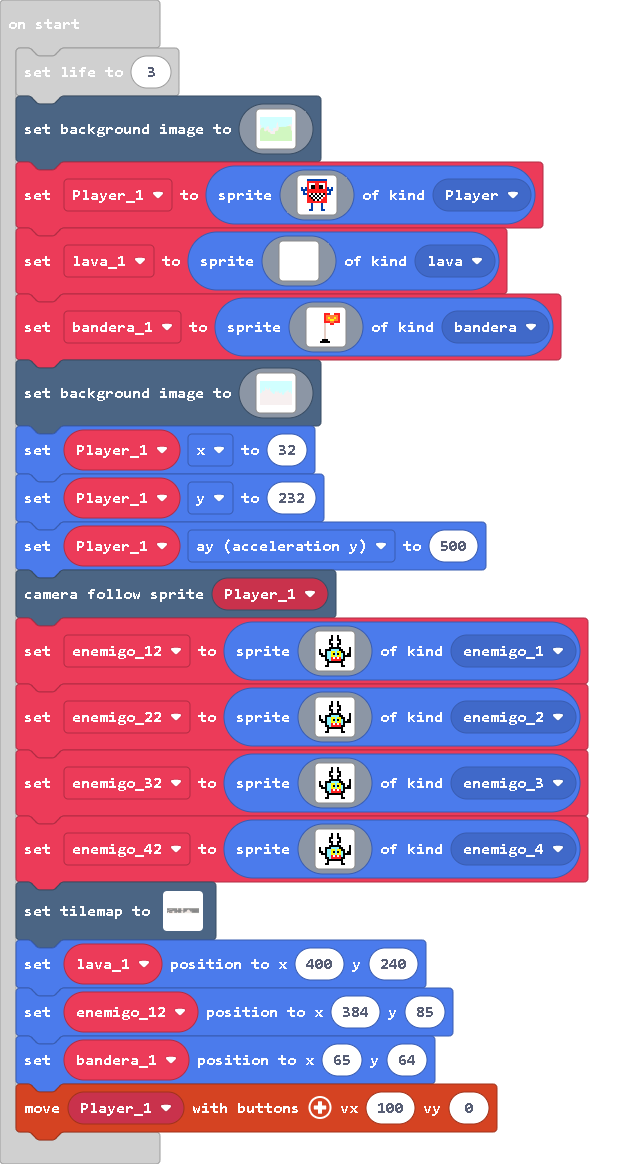 on start
set life to 3
set background image to
set Player_1 to sprite of kind Player
set lava_1 to sprite of kind lava
set bandera_1 to sprite of kind bandera
set background image to
set Player_1 x to 32
set Player_1 y to 232
set Player_1 ay (acceleration y) to 500
camera follow sprite Player_1
set enemigo_12 to sprite of kind enemigo_1
set enemigo_22 to sprite of kind enemigo_2
set enemigo_32 to sprite of kind enemigo_3
set enemigo_42 to sprite of kind enemigo_4
set tilemap to
set lava_1 position to x 400 y 240
set enemigo_12 position to x 384 y 85
set bandera_1 position to x 65 y 64
move Player_1 with buttons + vx 100 vy 0